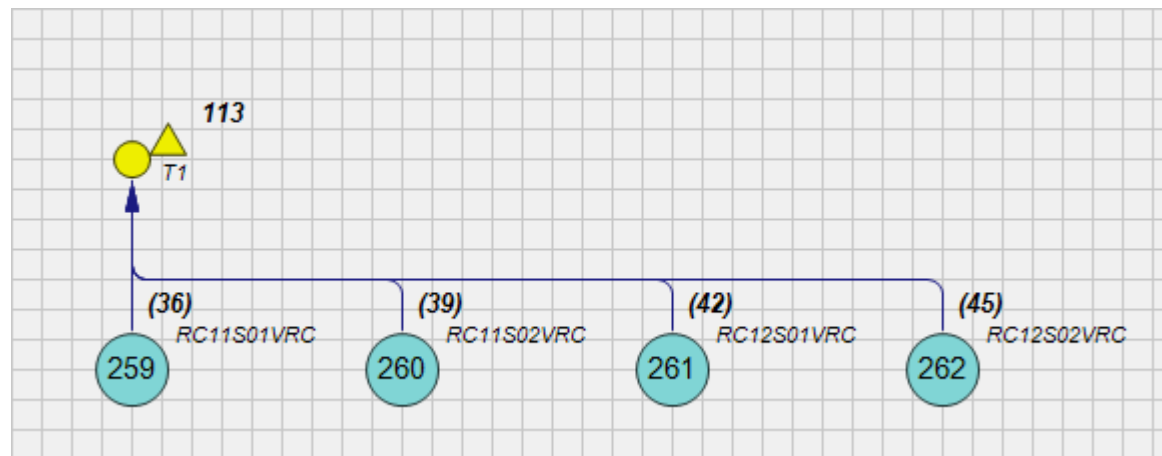 113
T1
(36)
RC11S01VRC
259
(39)
RC11S02VRC
260
(42)
RC12S01VRC
261
(45)
RC12S02VRC
262